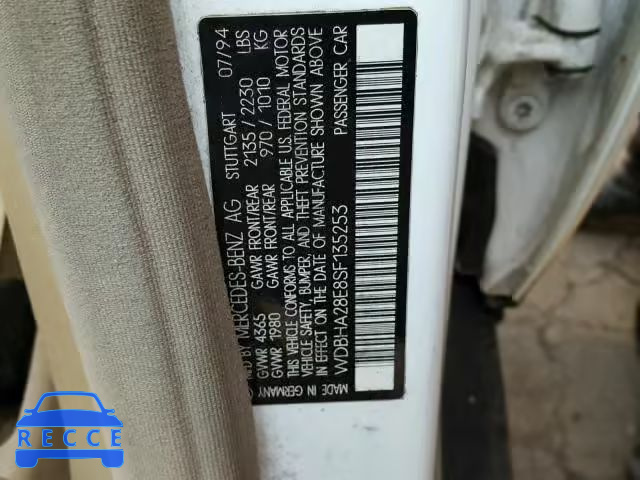 ED BY MERCEDES-BENZ AG STUTTGART 07/94
GVWR 4365 GAWR FRONT/REAR 2135 / 2230 LBS
GVWR 1980 GAWR FRONT/REAR 970 / 1010 KG
THIS VEHICLE CONFORMS TO ALL APPLICABLE U.S. FEDERAL MOTOR
VEHICLE SAFETY, BUMPER, AND THEFT PREVENTION STANDARDS
IN EFFECT ON THE DATE OF MANUFACTURE SHOWN ABOVE.
WDBHA28E8SF135253 PASSENGER CAR
MADE IN GERMANY
RECCE